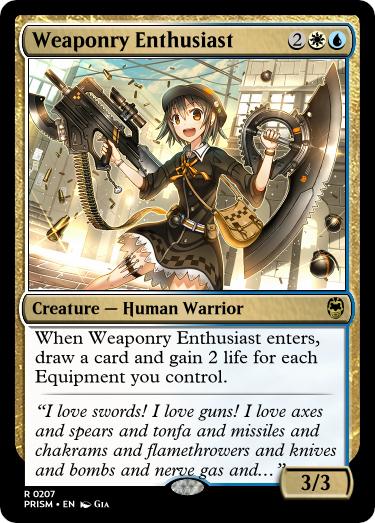 Weaponry Enthusiast 2
Creature — Human Warrior
When Weaponry Enthusiast enters,
draw a card and gain 2 life for each
Equipment you control.
“I love swords! I love guns! I love axes
and spears and tonfa and missiles and
chakrams and flamethrowers and knives
and bombs and nerve gas and…”
3/3
R 0207
PRISM • EN Gia